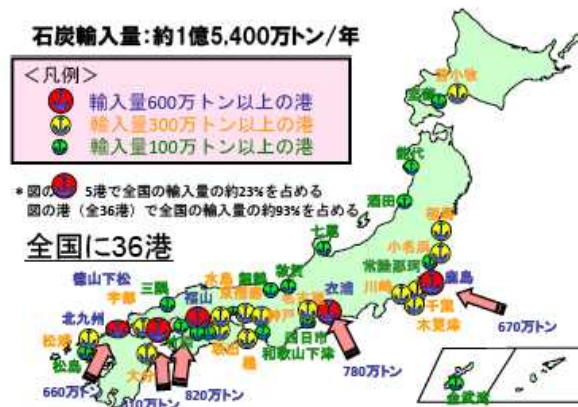 石炭輸入量：約1億5,400万トン/年
＜凡例＞
輸入量600万トン以上の港
輸入量300万トン以上の港
輸入量100万トン以上の港
＊図の 5港で全国の輸入量の約23%を占める
図の港（全36港）で全国の輸入量の約93%を占める
全国に36港
苫小牧
能代
酒田
七尾
相馬
小名浜
常陸那珂
鹿島
川崎
千葉
木更津
670万トン
徳山下松
宇部
三隅
水島
福山
舞鶴
敦賀
衣浦
名古屋
神戸
四日市
和歌山下津
780万トン
北九州
松浦
松島
大分
坂出
橘
660万トン
820万トン
金武湾